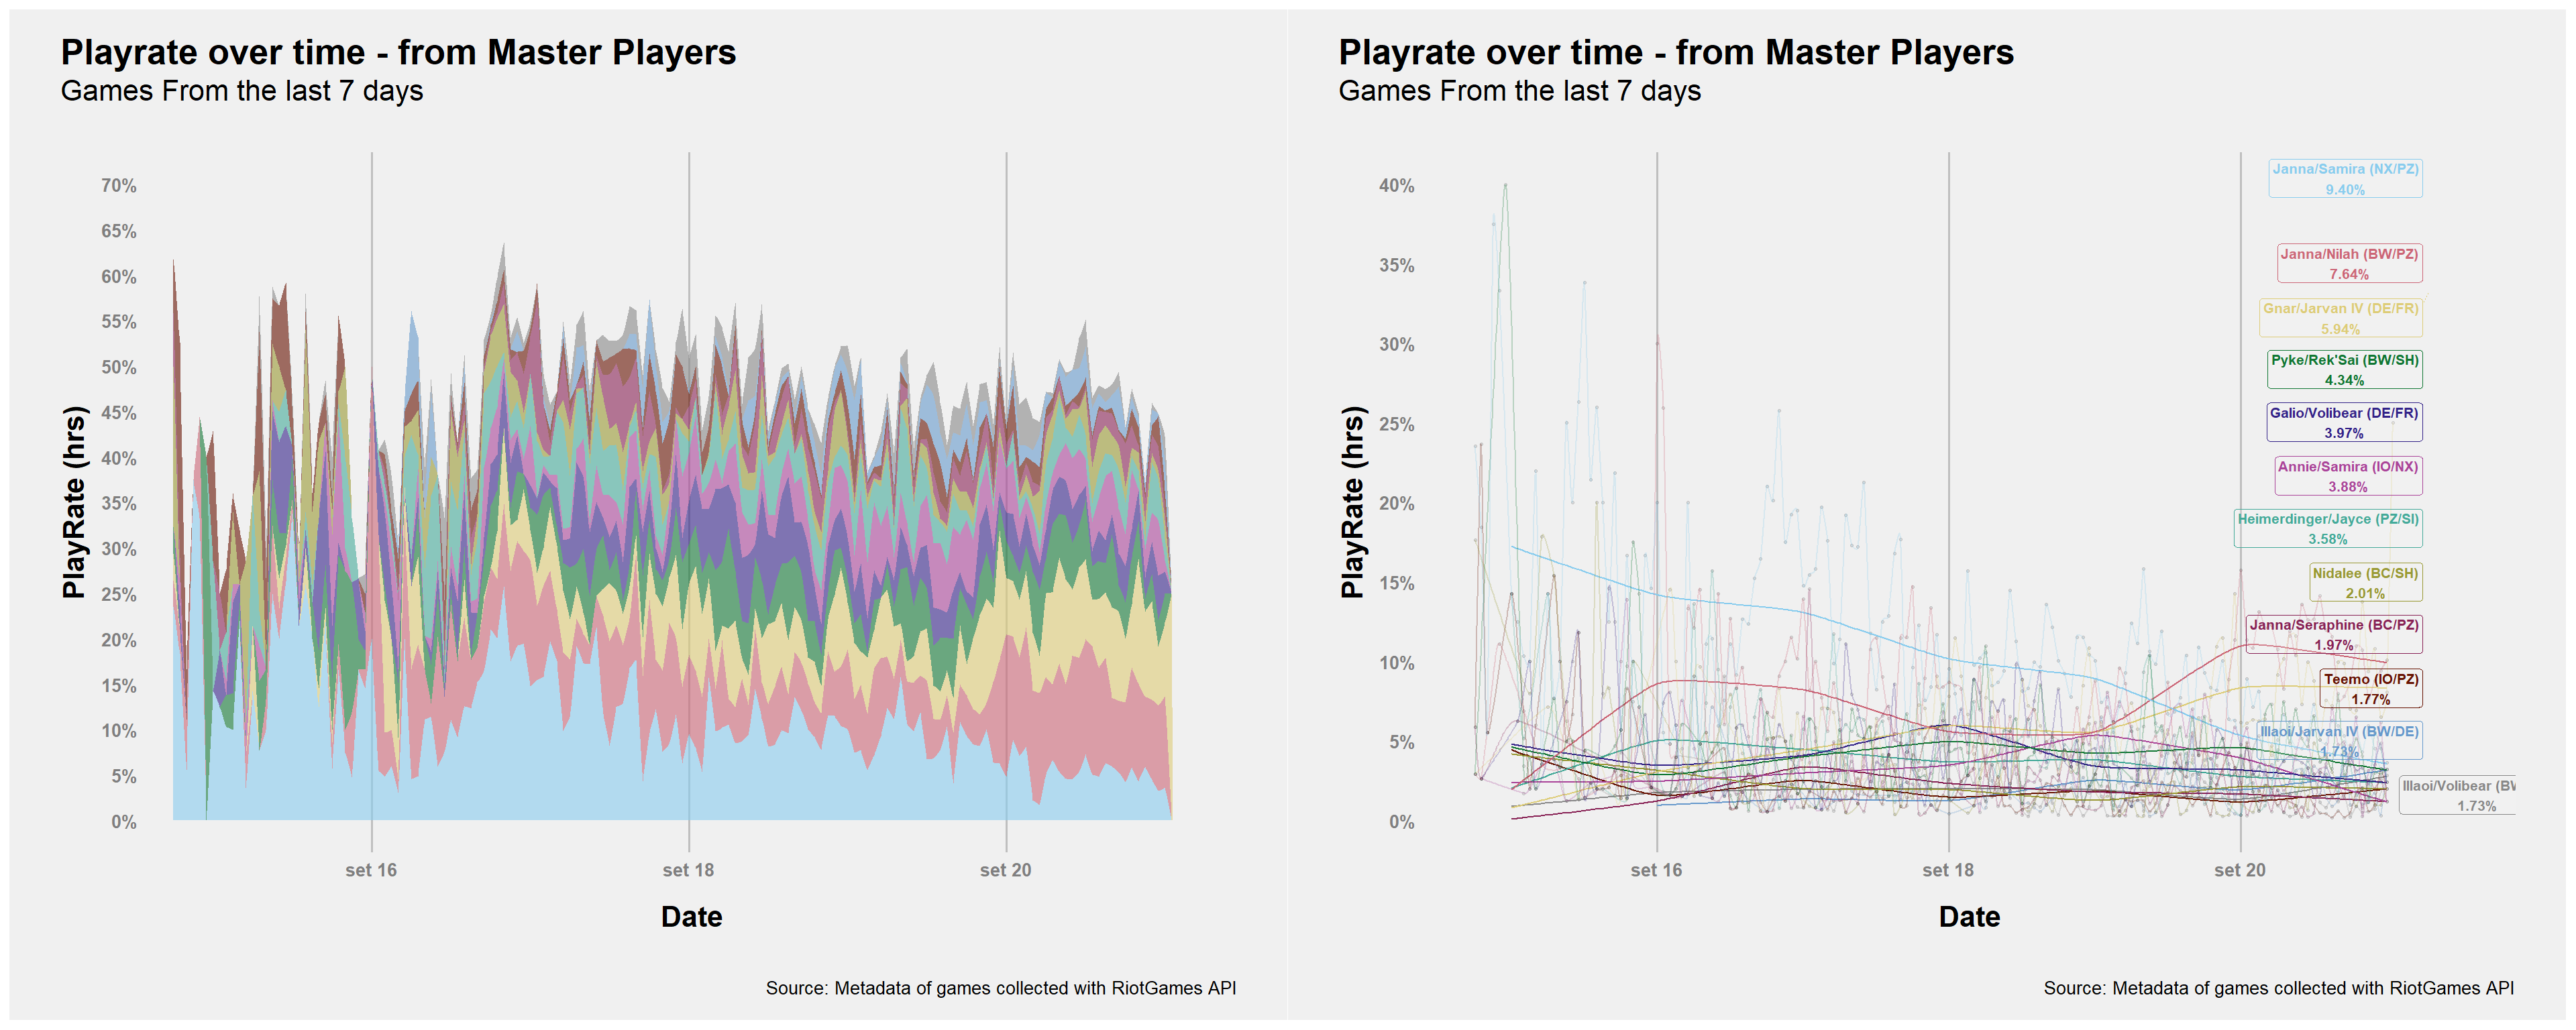 Playrate over time - from Master Players
Games From the last 7 days
70%
65%
60%
55%
50%
45%
40%
35%
30%
25%
20%
15%
10%
5%
0%
PlayRate (hrs)
set 16
set 18
set 20
Date
Source: Metadata of games collected with RiotGames API
Playrate over time - from Master Players
Games From the last 7 days
40%
35%
30%
25%
20%
15%
10%
5%
0%
PlayRate (hrs)
Janna/Samira (NX/PZ)
9.40%
Janna/Nilah (BW/PZ)
7.64%
Gnar/Jarvan IV (DE/FR)
5.94%
Pyke/Rek'Sai (BW/SH)
4.34%
Galio/Volibear (DE/FR)
3.97%
Annie/Samira (IO/NX)
3.88%
Heimerdinger/Jayce (PZ/SI)
3.58%
Nidalee (BC/SH)
2.01%
Janna/Seraphine (BC/PZ)
1.97%
Teemo (IO/PZ)
1.77%
Illaoi/Jarvan IV (BW/DE)
1.73%
Illaoi/Volibear
1.73%
set 16
set 18
set 20
Date
Source: Metadata of games collected with RiotGames API